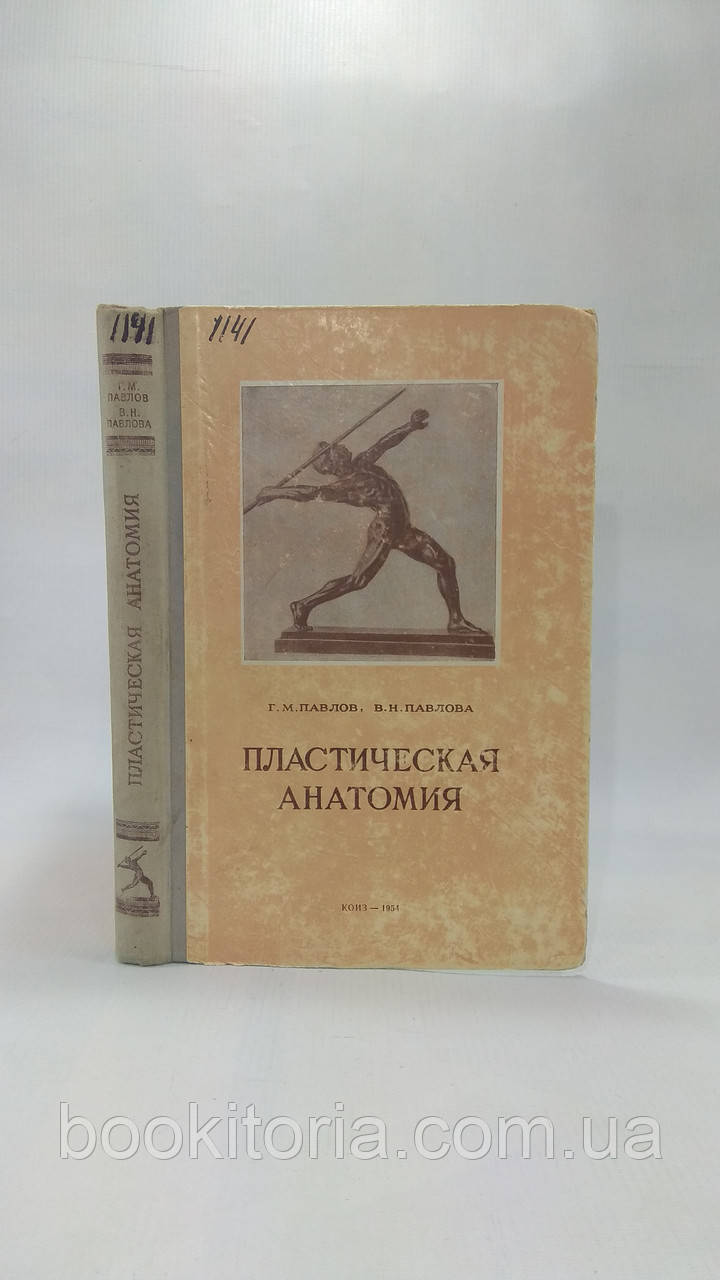 1141
Г.М.
ПАВЛОВ
В.Н.
ПАВЛОВА
ПЛАСТИЧЕСКАЯ АНАТОМИЯ
1141
Г.М.ПАВЛОВ, В.Н.ПАВЛОВА
ПЛАСТИЧЕСКАЯ
АНАТОМИЯ
КОИЗ — 1954
bookitoria.com.ua